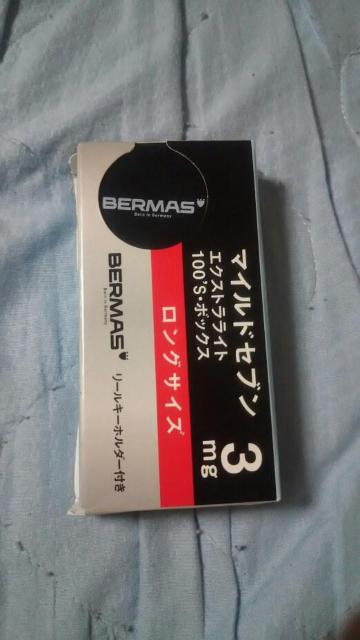 BERMAS
Born in Germany
マイルドセブン
エクストラライト
100'S・ボックス
3
mg
ロングサイズ
BERMAS
Born in Germany
リールキーホルダー付き